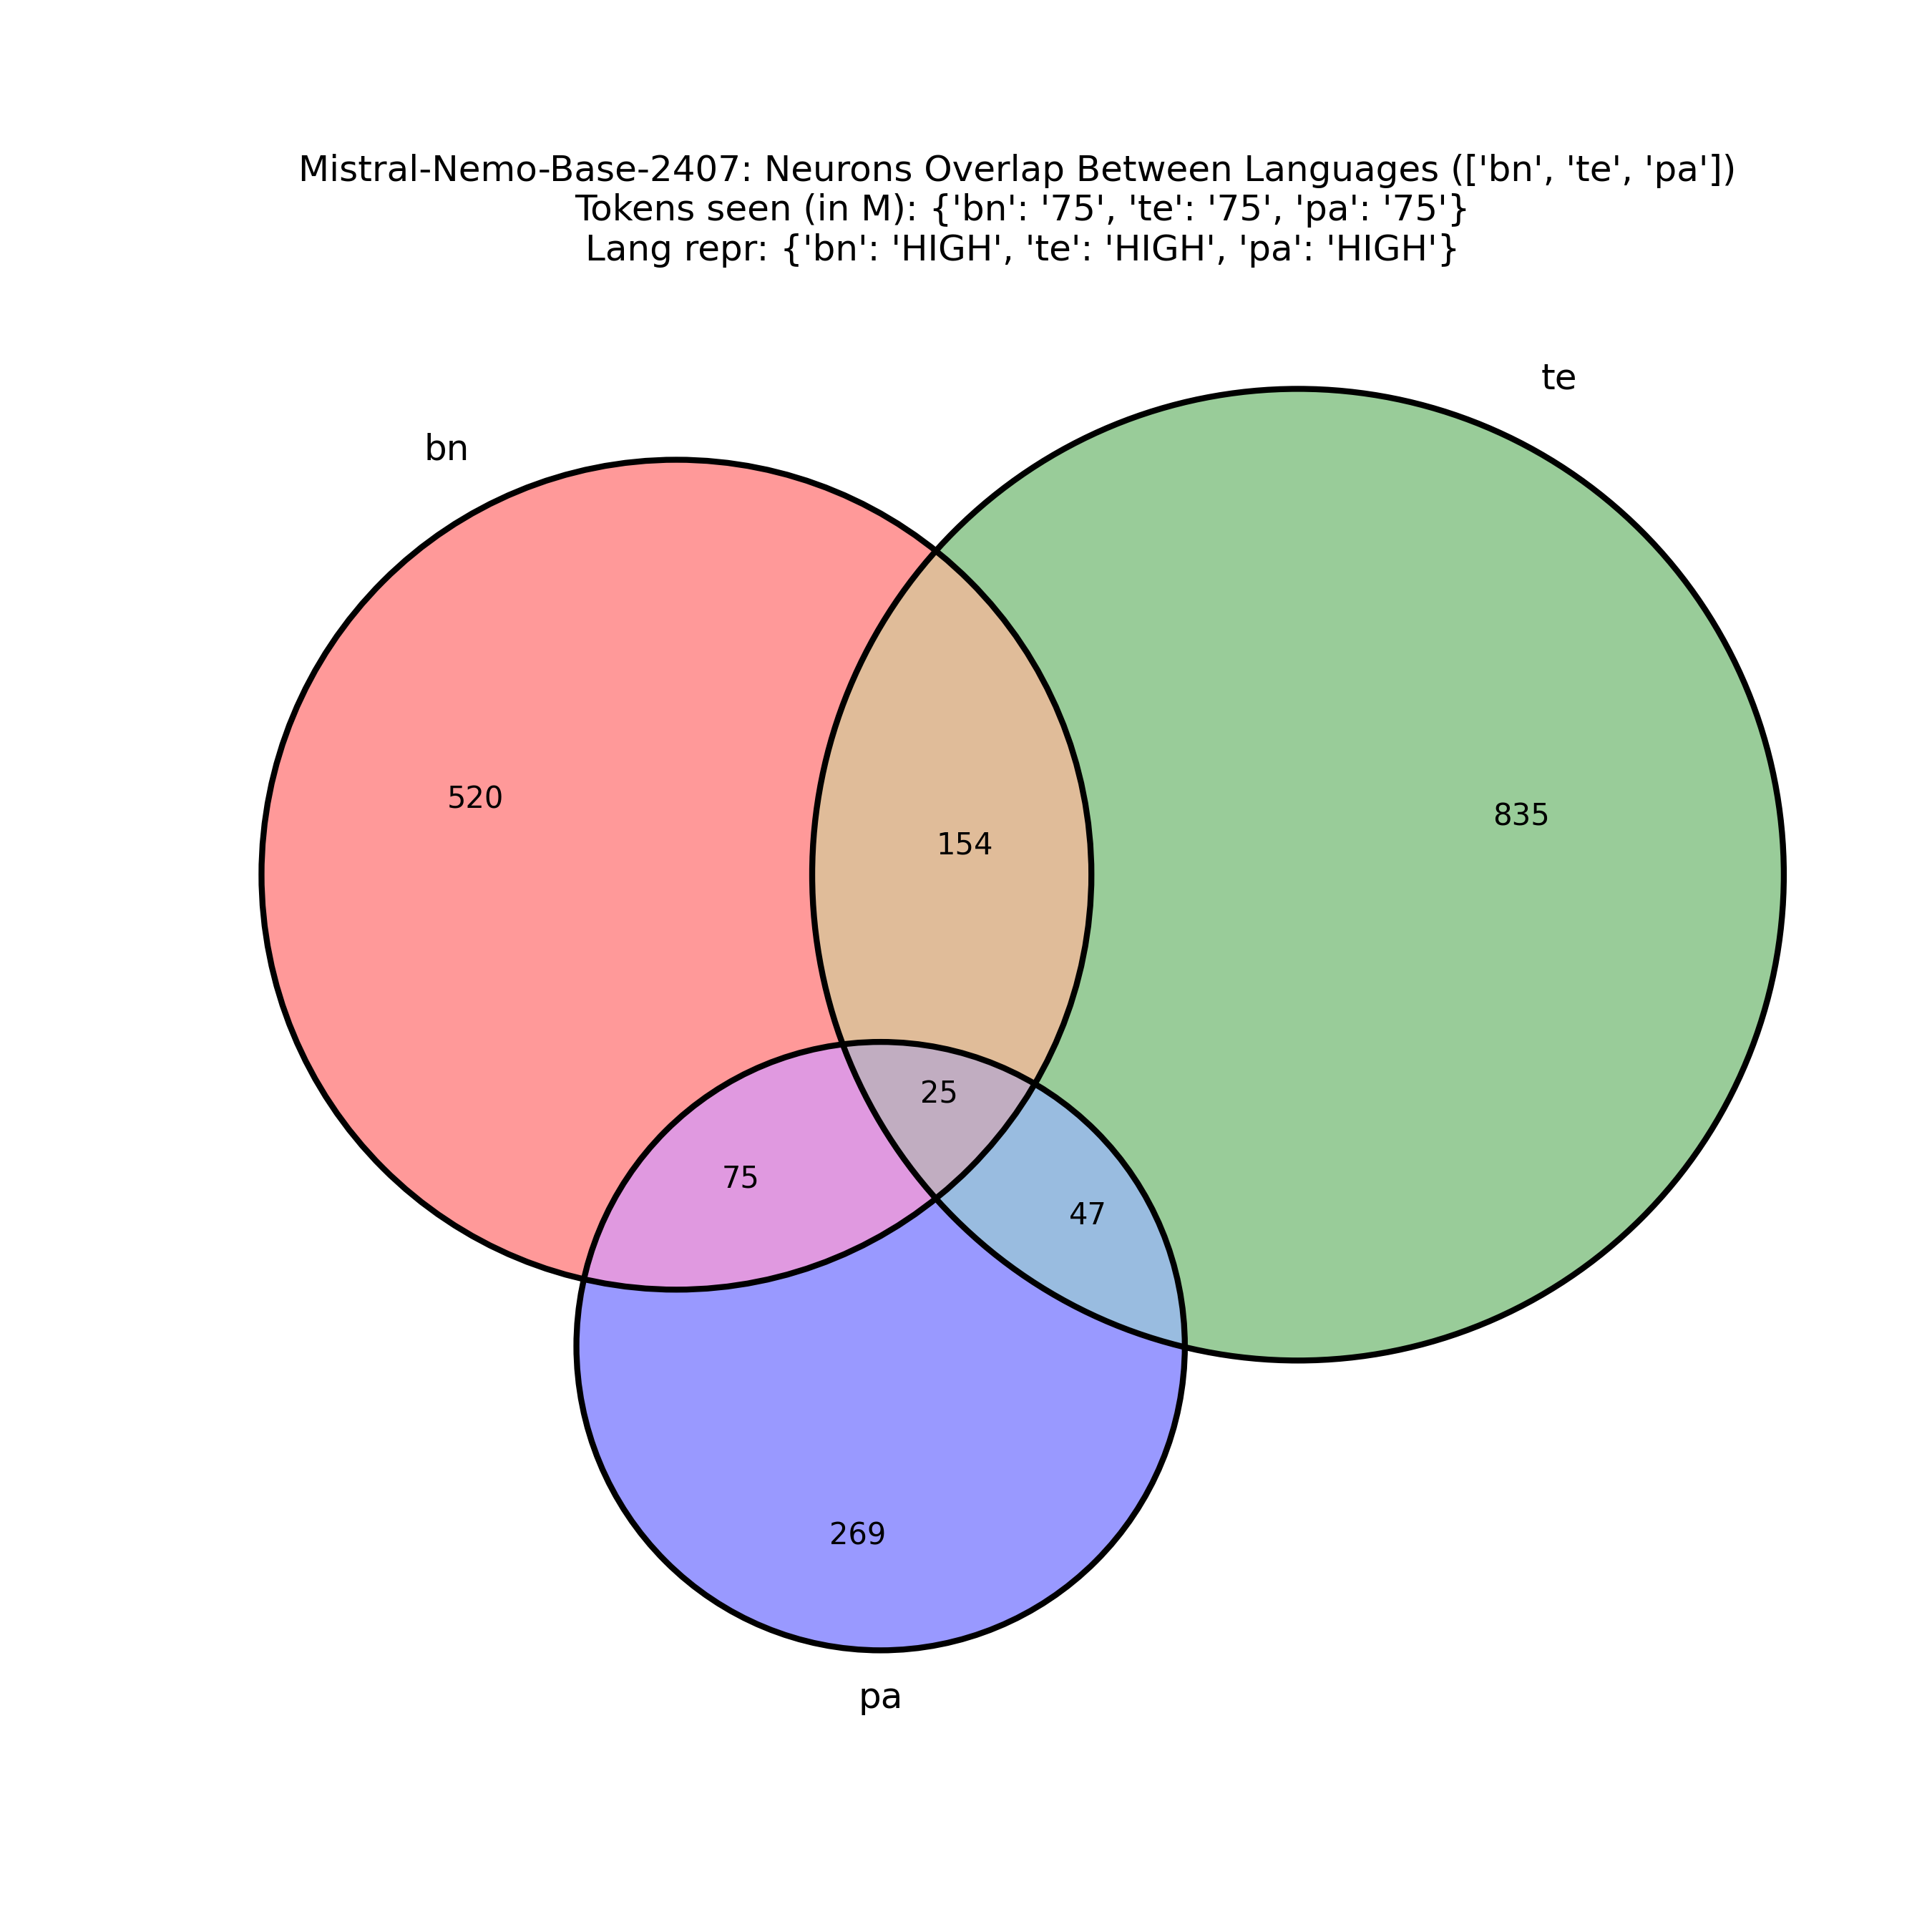 Mistral-Nemo-Base-2407: Neurons Overlap Between Languages (['bn', 'te', 'pa'])
Tokens seen (in M): {'bn': '75', 'te': '75', 'pa': '75'}
Lang repr: {'bn': 'HIGH', 'te': 'HIGH', 'pa': 'HIGH'}
te
bn
520
835
154
25
75
47
269
pa